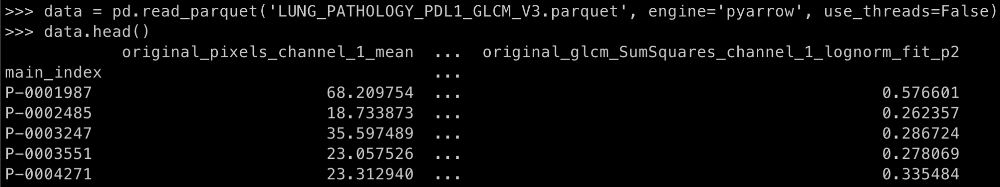 >>> data = pd.read_parquet('LUNG_PATHOLOGY_PDL1_GLCM_V3.parquet', engine='pyarrow', use_threads=False)
>>> data.head()
            original_pixels_channel_1_mean  ...  original_glcm_SumSquares_channel_1_lognorm_fit_p2
main_index                                  ...
P-0001987                        68.209754  ...                                           0.576601
P-0002485                        18.733873  ...                                           0.262357
P-0003247                        35.597489  ...                                           0.286724
P-0003551                        23.057526  ...                                           0.278069
P-0004271                        23.312940  ...                                           0.335484